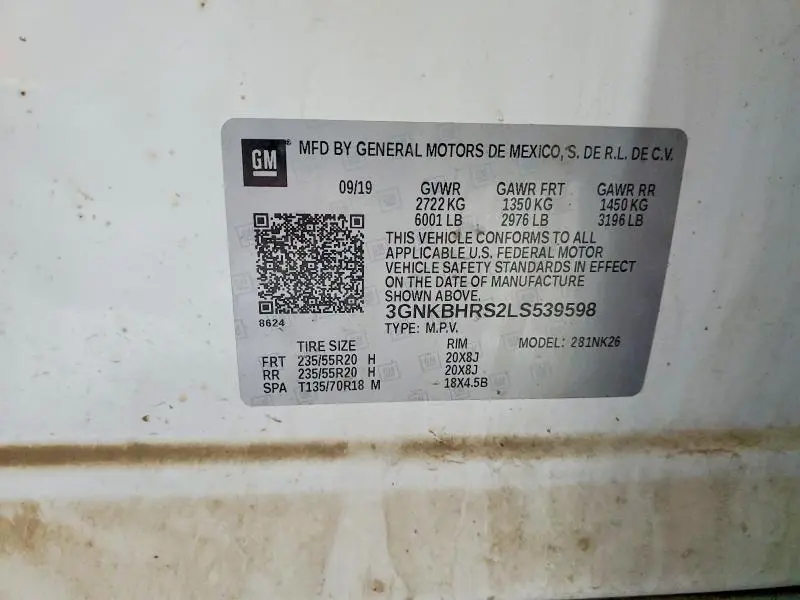 GM
MFD BY GENERAL MOTORS DE MEXICO, S. DE R.L. DE C.V.
09/19 GVWR GAWR FRT GAWR RR
2722 KG 1350 KG 1450 KG
6001 LB 2976 LB 3196 LB
THIS VEHICLE CONFORMS TO ALL
APPLICABLE U.S. FEDERAL MOTOR
VEHICLE SAFETY STANDARDS IN EFFECT
ON THE DATE OF MANUFACTURE
SHOWN ABOVE.
8624
3GNKBHRS2LS539598
TYPE: M.P.V. MODEL: 281NK26
TIRE SIZE RIM
FRT 235/55R20 H 20X8J
RR 235/55R20 H 20X8J
SPA T135/70R18 M 18X4.5B